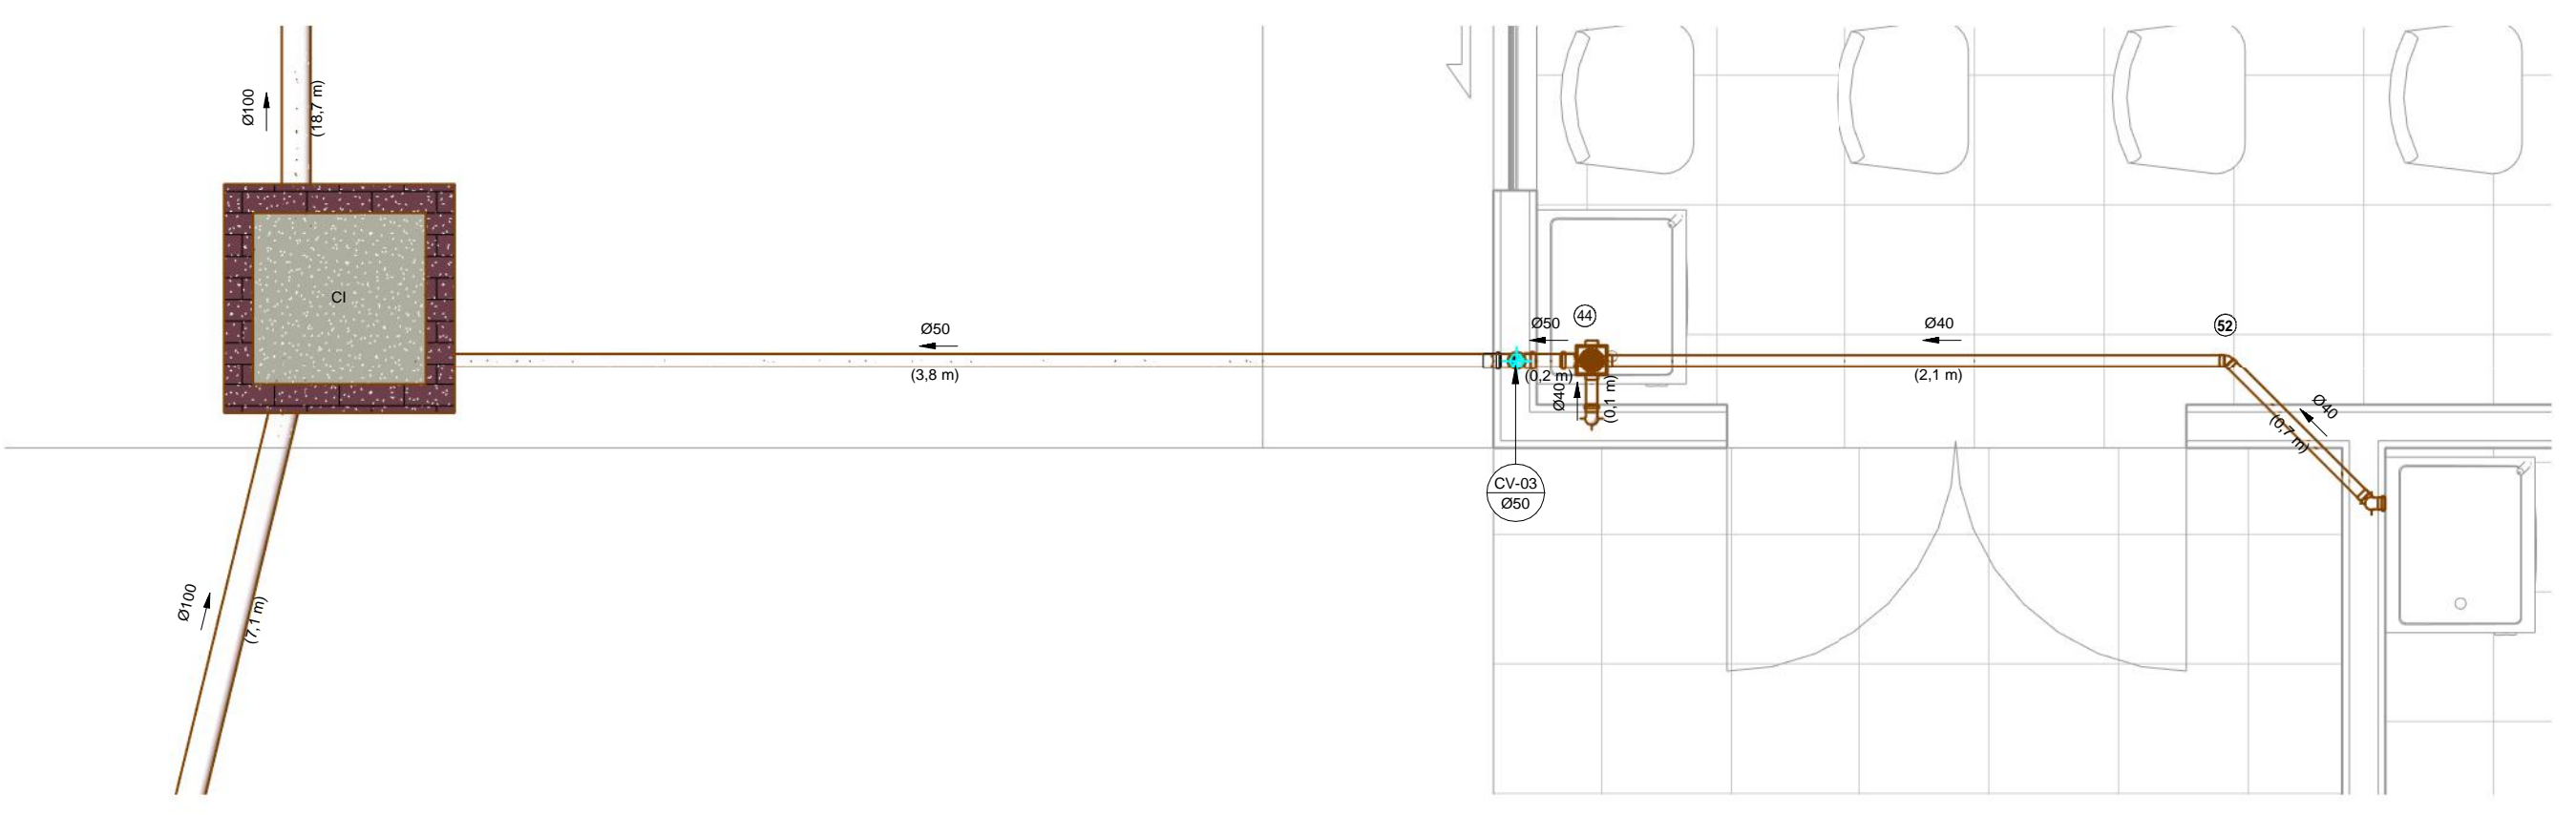 Ø100
(18,7 m)
CI
Ø50
(3,8 m)
Ø50
44
(0,2 m)
Ø40
(0,1 m)
Ø40
(2,1 m)
52
Ø40
(0,7 m)
CV-03
Ø50
Ø100
(7,1 m)